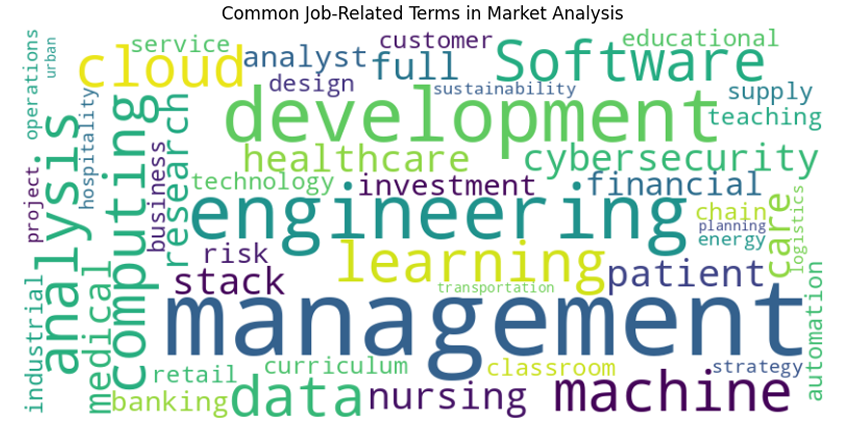 Common Job-Related Terms in Market Analysis
operations
urban
service
customer
educational
cloud
analyst
full
Software
design
sustainability
supply
hospitality
development
teaching
analysis
computing
research
business
healthcare
cybersecurity
project
technology
investment
financial
engineering
chain
planning
energy
care
logistics
risk
learning
patient
stack
transportation
management
industrial
medical
automation
retail
curriculum
classroom
strategy
banking
data
nursing
machine